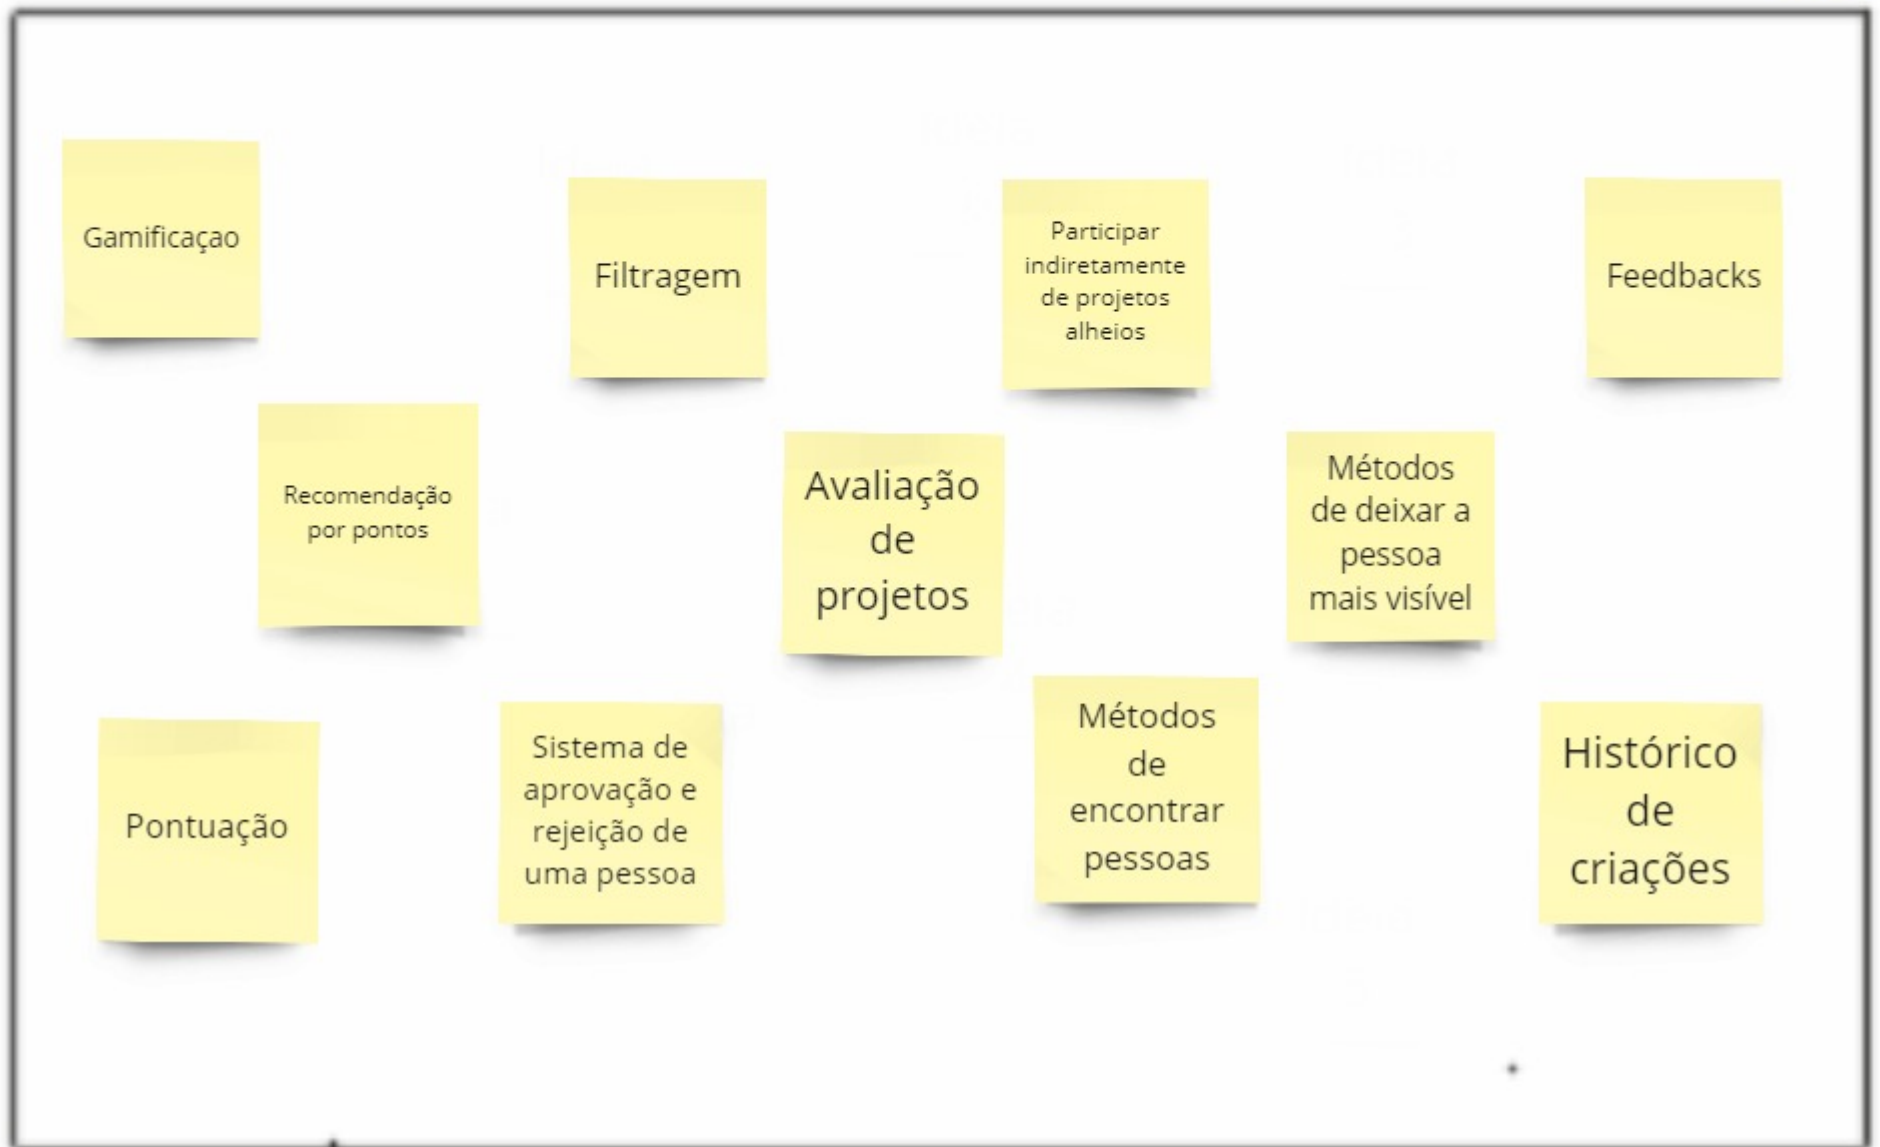 Gamificaçao
Filtragem
Participar
indiretamente
de projetos
alheios
Feedbacks
Recomendação
por pontos
Avaliação
de
projetos
Métodos
de deixar a
pessoa
mais visível
Pontuação
Sistema de
aprovação e
rejeição de
uma pessoa
Métodos
de
encontrar
pessoas
Histórico
de
criações